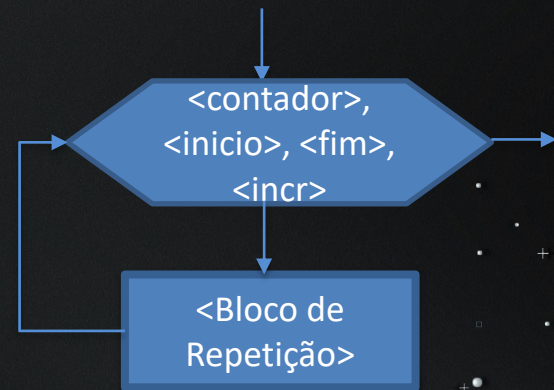 <contador>,
<inicio>, <fim>,
<incr>
<Bloco de
Repetição>